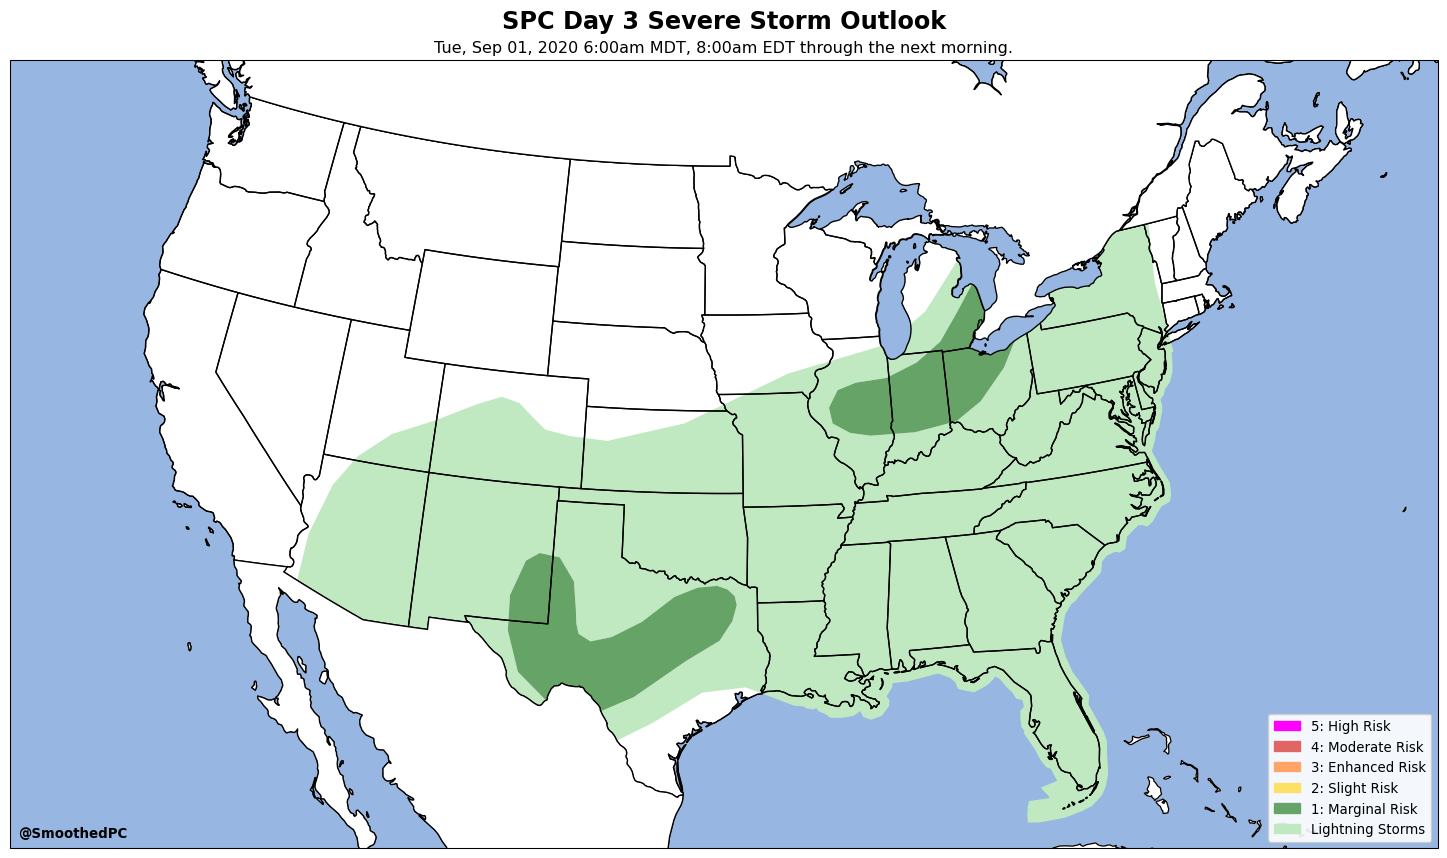 SPC Day 3 Severe Storm Outlook
Tue, Sep 01, 2020 6:00am MDT, 8:00am EDT through the next morning.
5: High Risk
4: Moderate Risk
3: Enhanced Risk
2: Slight Risk
1: Marginal Risk
Lightning Storms
@SmoothedPC